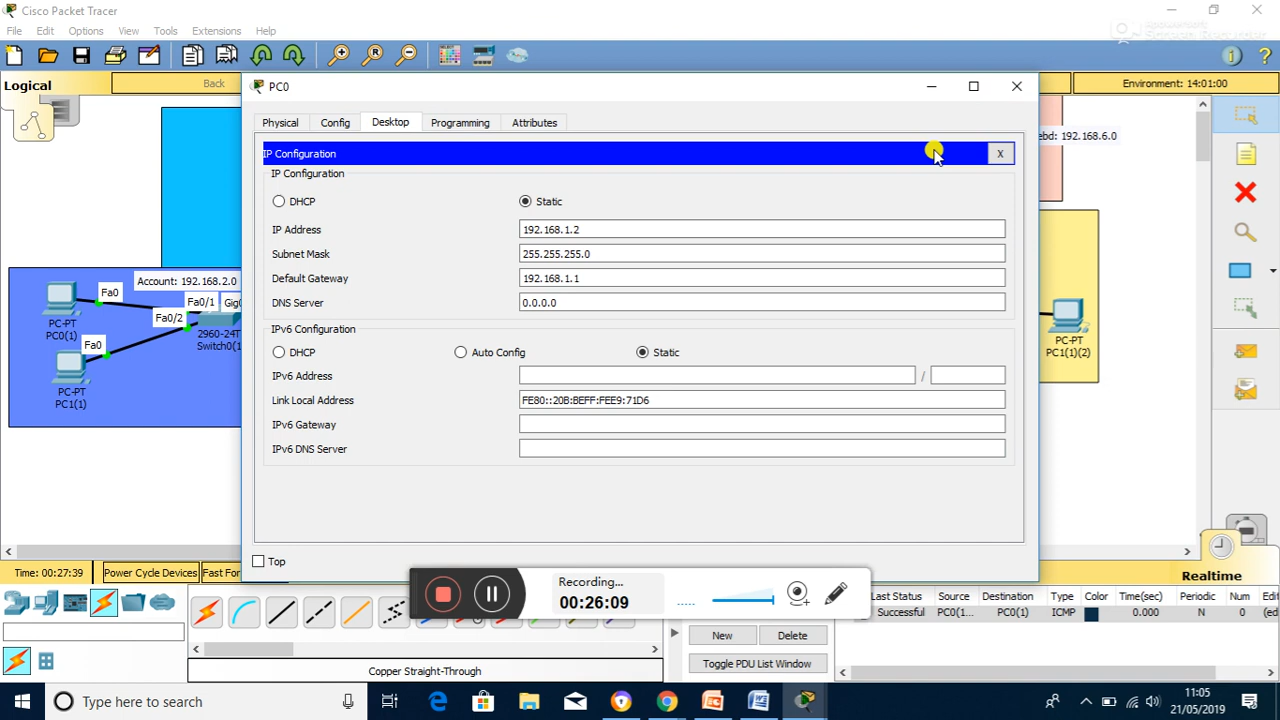 Cisco Packet Tracer
File Edit Options View Tools Extensions Help
Logical
Back
Environment: 14:01:00
PC0
Physical Config Desktop Programming Attributes
IP Configuration X
IP Configuration
DHCP Static
IP Address 192.168.1.2
Subnet Mask 255.255.255.0
Default Gateway 192.168.1.1
DNS Server 0.0.0.0
IPv6 Configuration
DHCP Auto Config Static
IPv6 Address /
Link Local Address FE80::20B:BEFF:FEE9:71D6
IPv6 Gateway
IPv6 DNS Server
Top
ebd: 192.168.6.0
Account: 192.168.2.0
Fa0
Fa0/1
Fa0/2
PC-PT
PC0(1)
Fa0
2960-24T
Switch0(1
PC-PT
PC1(1)
PC-PT
PC1(1)(2)
Time: 00:27:39 Power Cycle Devices
Realtime
Recording...
00:26:09
Last Status Source Destination Type Color Time(sec) Periodic Num Edit
Successful PC0(1... PC0(1) ICMP 0.000 N 0 (ed
New Delete
Toggle PDU List Window
Copper Straight-Through
Type here to search
11:05
21/05/2019